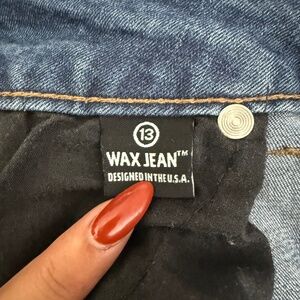 13
WAX JEAN™
DESIGNED IN THE U.S.A.